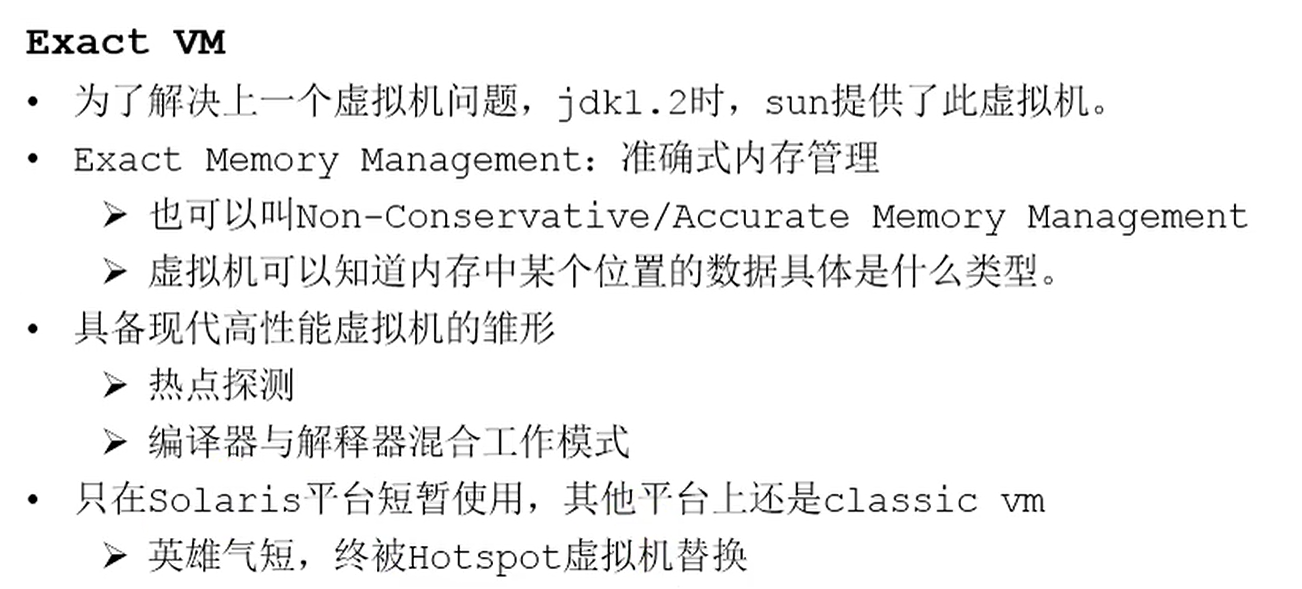 Exact VM
• 为了解决上一个虚拟机问题，jdk1.2时，sun提供了此虚拟机。
• Exact Memory Management：准确式内存管理
➢ 也可以叫Non-Conservative/Accurate Memory Management
➢ 虚拟机可以知道内存中某个位置的数据具体是什么类型。
• 具备现代高性能虚拟机的雏形
➢ 热点探测
➢ 编译器与解释器混合工作模式
• 只在Solaris平台短暂使用，其他平台上还是classic vm
➢ 英雄气短，终被Hotspot虚拟机替换